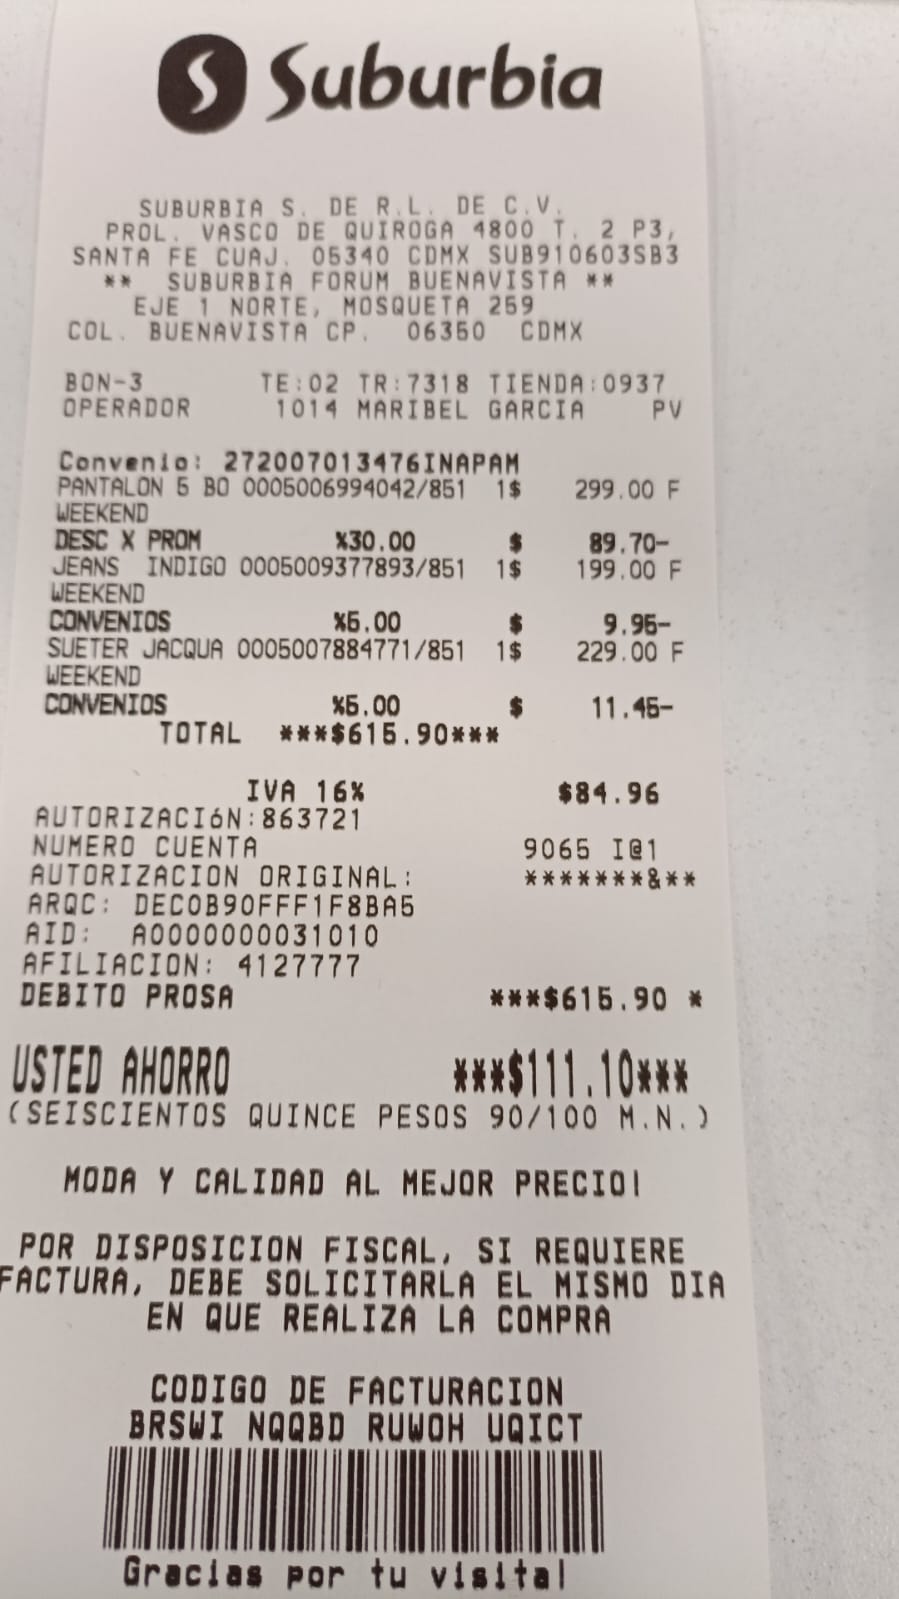 Suburbia
SUBURBIA S. DE R.L. DE C.V.
PROL. VASCO DE QUIROGA 4800 T. 2 P3,
SANTA FE CUAJ. 05340 CDMX SUB910603SB3
** SUBURBIA FORUM BUENAVISTA **
EJE 1 NORTE, MOSQUETA 259
COL. BUENAVISTA CP. 06350 CDMX
BON-3 TE:02 TR:7318 TIENDA:0937
OPERADOR 1014 MARIBEL GARCIA PV
Convenio: 272007013476INAPAM
PANTALON 5 BO 0005006994042/851 1$ 299.00 F
WEEKEND
DESC X PROM %30.00 $ 89.70-
JEANS INDIGO 0005009377893/851 1$ 199.00 F
WEEKEND
CONVENIOS %5.00 $ 9.95-
SUETER JACQUA 0005007884771/851 1$ 229.00 F
WEEKEND
CONVENIOS %5.00 $ 11.45-
TOTAL ***$615.90***
IVA 16% $84.96
AUTORIZACIóN:863721
NUMERO CUENTA 9065 I@1
AUTORIZACION ORIGINAL: *******&**
ARQC: DEC0B90FFF1F8BA5
AID: A0000000031010
AFILIACION: 4127777
DEBITO PROSA ***$615.90 *
USTED AHORRO ***$111.10***
(SEISCIENTOS QUINCE PESOS 90/100 M.N.)
MODA Y CALIDAD AL MEJOR PRECIO!
POR DISPOSICION FISCAL, SI REQUIERE
FACTURA, DEBE SOLICITARLA EL MISMO DIA
EN QUE REALIZA LA COMPRA
CODIGO DE FACTURACION
BRSWI NQQBD RUWOH UQICT
Gracias por tu visita!